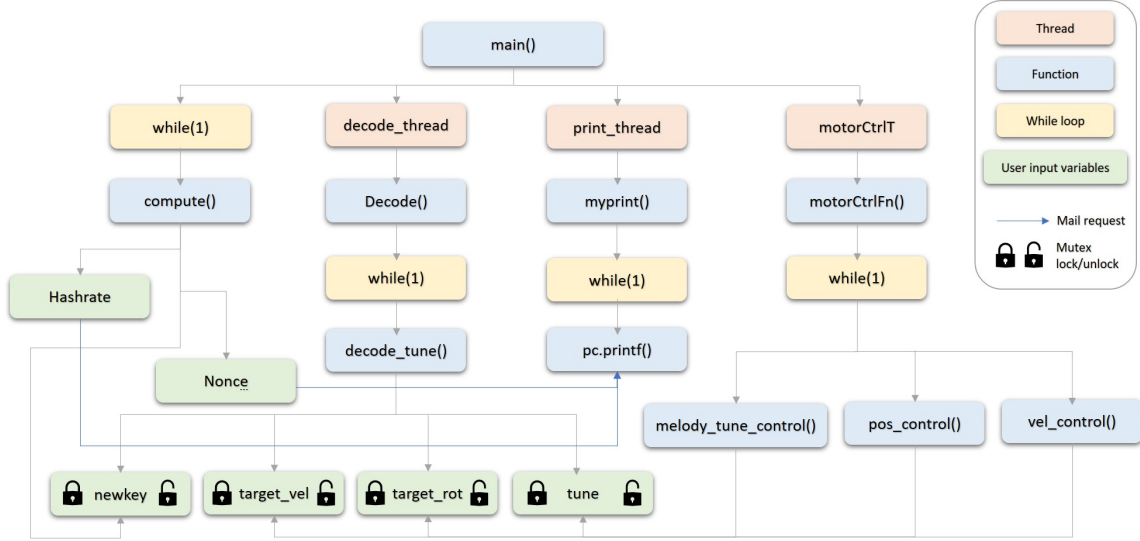 main()
Thread
Function
While loop
User input variables
Mail request
Mutex
lock/unlock
while(1)
decode_thread
print_thread
motorCtrlT
compute()
Decode()
myprint()
motorCtrlFn()
Hashrate
while(1)
while(1)
while(1)
Nonce
decode_tune()
pc.printf()
melody_tune_control()
pos_control()
vel_control()
newkey
target_vel
target_rot
tune